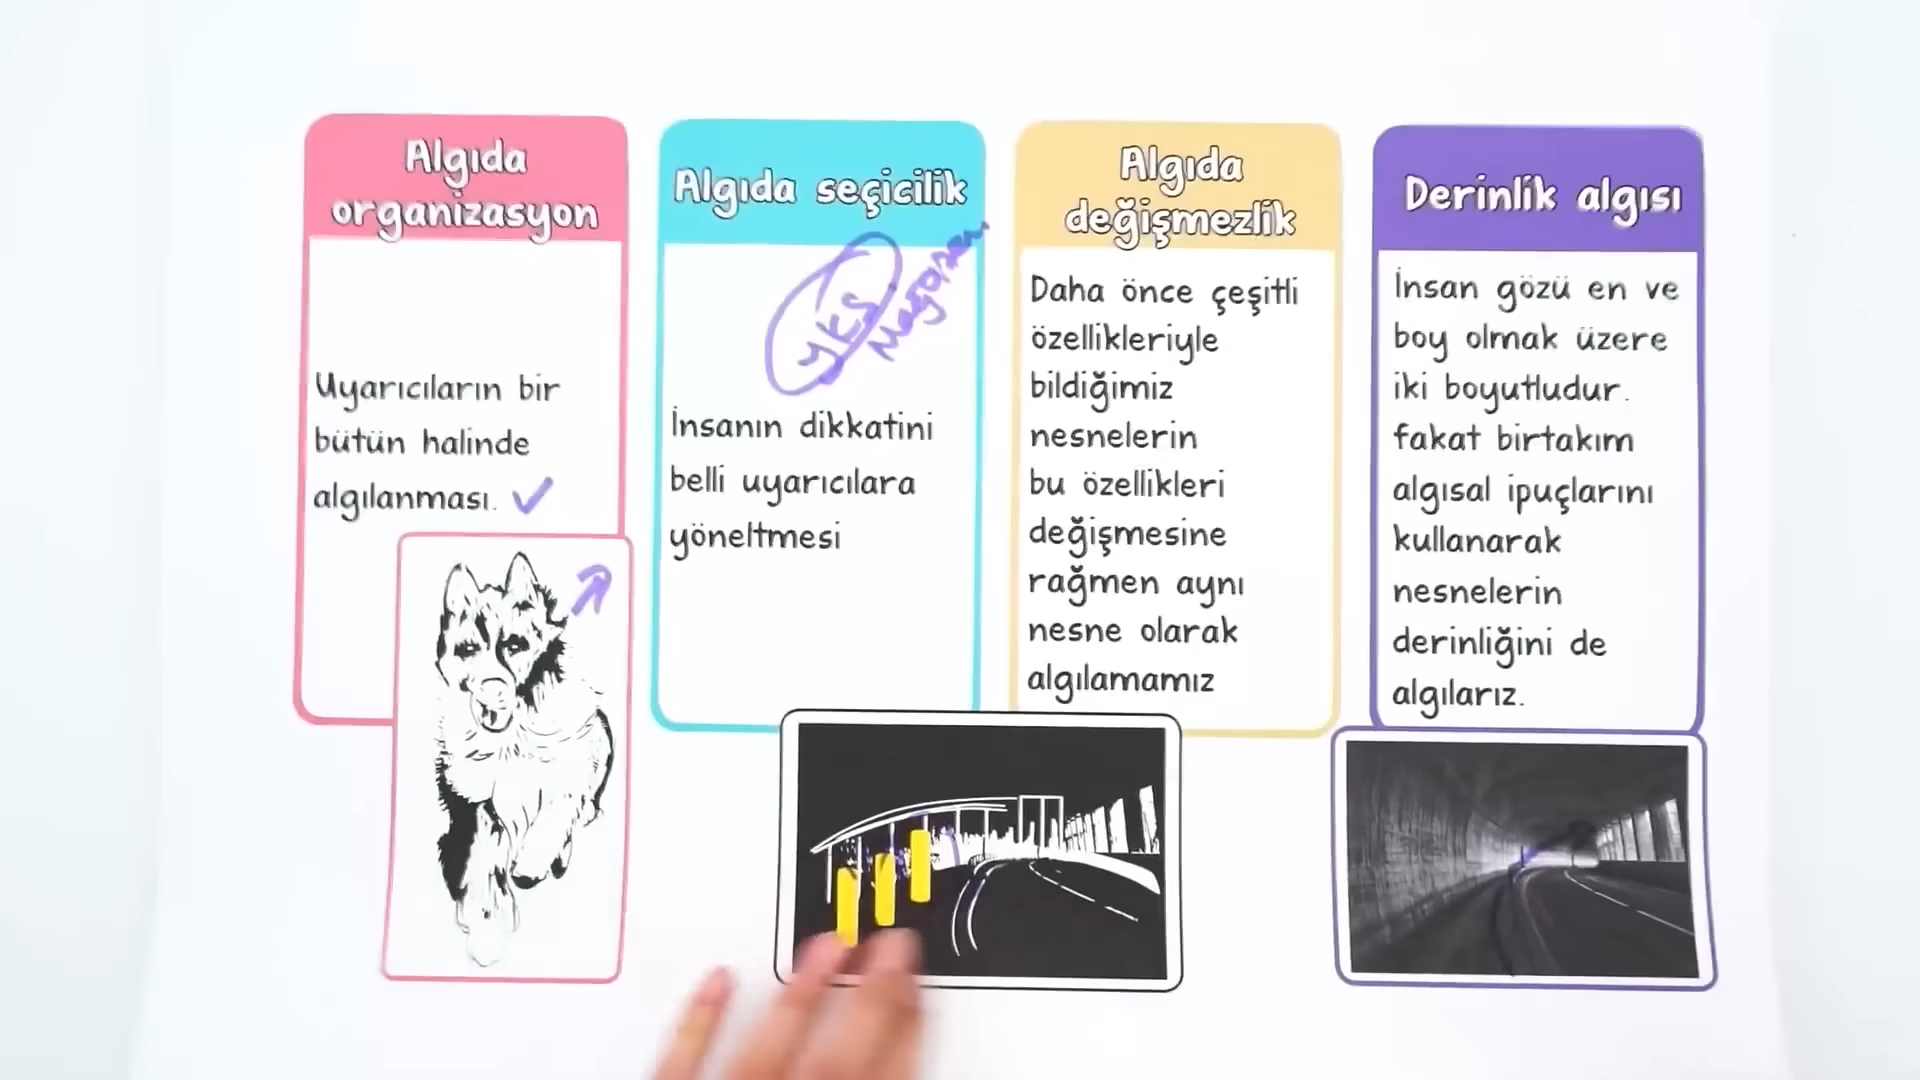 Algıda
organizasyon
Uyarıcıların bir
bütün halinde
algılanması.
Algıda seçicilik
YKS
İnsanın dikkatini
belli uyarıcılara
yöneltmesi
Algıda
değişmezlik
Daha önce çeşitli
özellikleriyle
bildiğimiz
nesnelerin
bu özellikleri
değişmesine
rağmen aynı
nesne olarak
algılamamız
Derinlik algısı
İnsan gözü en ve
boy olmak üzere
iki boyutludur.
fakat birtakım
algısal ipuçlarını
kullanarak
nesnelerin
derinliğini de
algılarız.